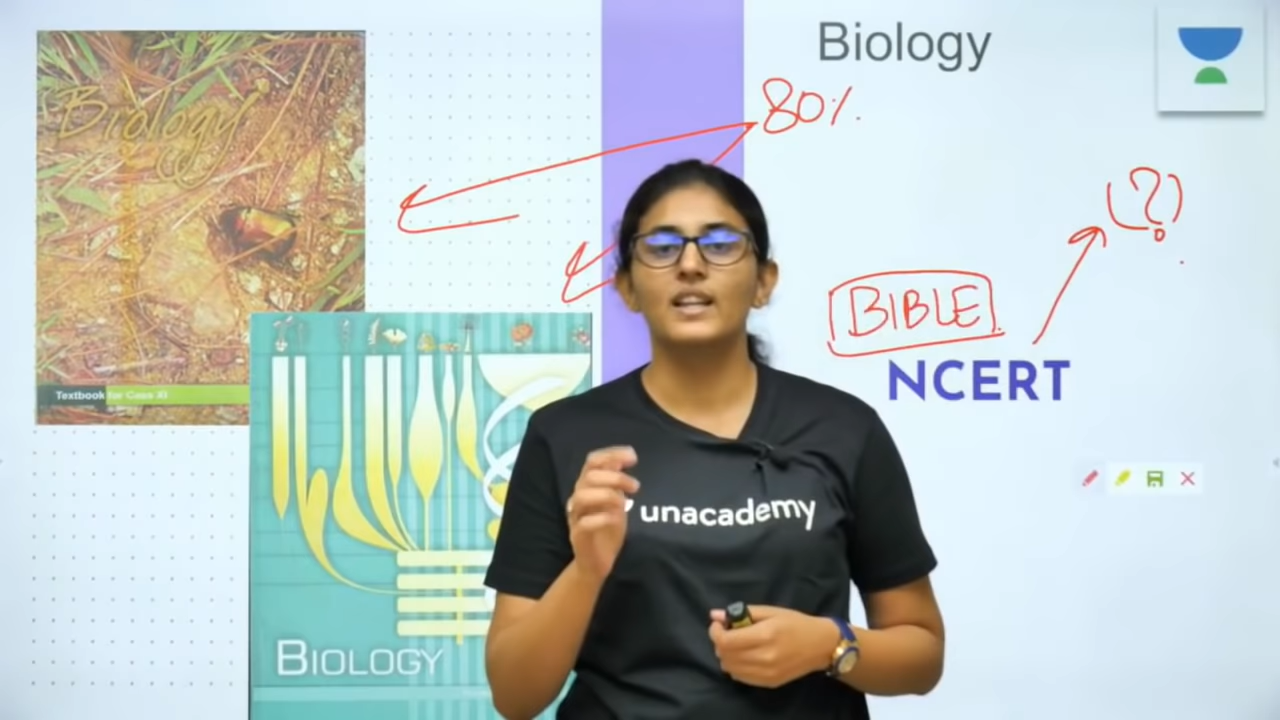 Biology
Biology
80%
(?)
BIBLE
NCERT
Textbook for Class XI
unacademy
BIOLOGY